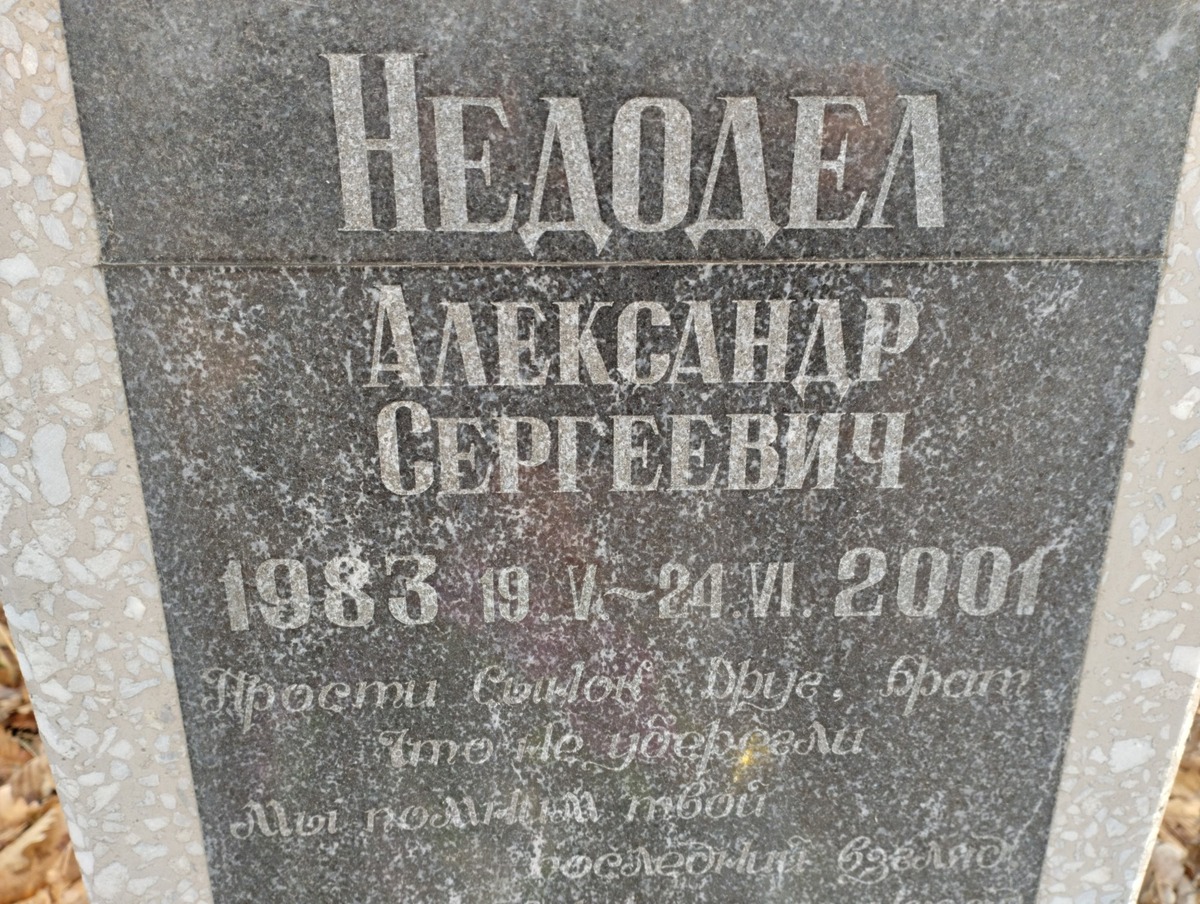 НЕДОДЕЛ
АЛЕКСАНДР
СЕРГЕЕВИЧ
1983 19. V. ~ 24. VI. 2001
Прости Сынок, Друг, брат
Что не уберегли
Мы помним твой
последний взгляд